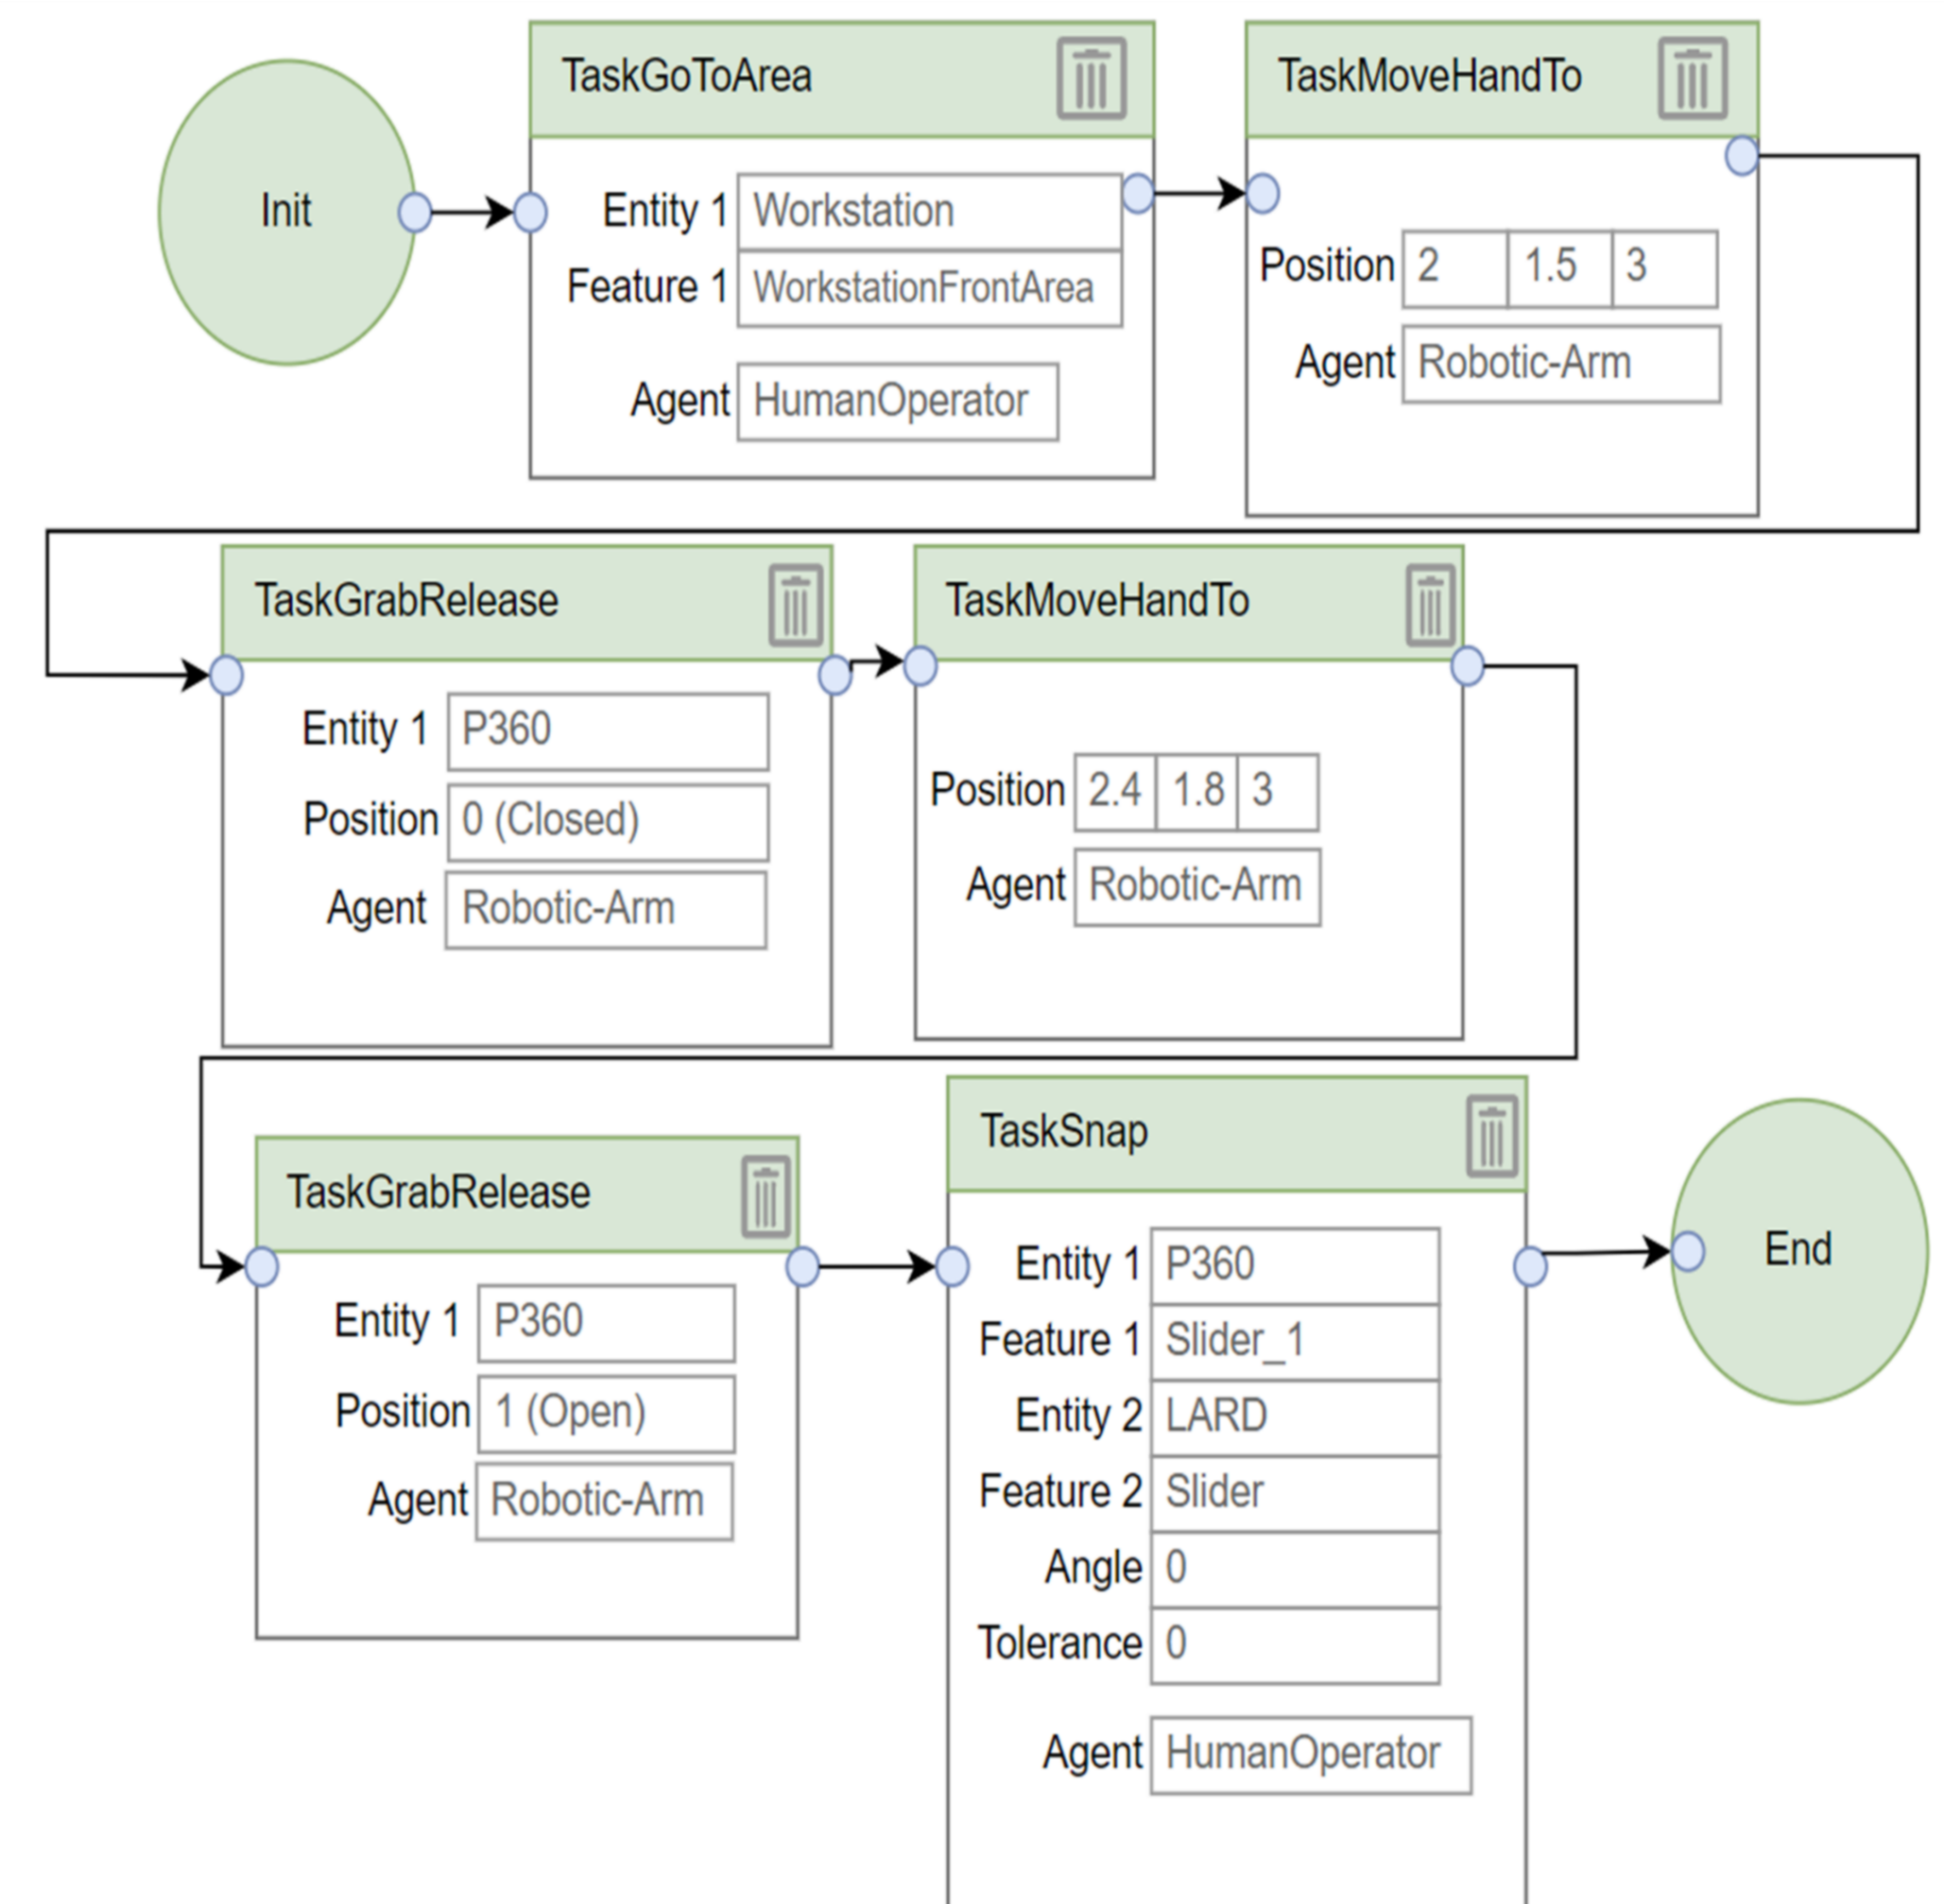 Init
TaskGoToArea
Entity 1 Workstation
Feature 1 WorkstationFrontArea
Agent HumanOperator
TaskMoveHandTo
Position 2 1.5 3
Agent Robotic-Arm
TaskGrabRelease
Entity 1 P360
Position 0 (Closed)
Agent Robotic-Arm
TaskMoveHandTo
Position 2.4 1.8 3
Agent Robotic-Arm
TaskGrabRelease
Entity 1 P360
Position 1 (Open)
Agent Robotic-Arm
TaskSnap
Entity 1 P360
Feature 1 Slider_1
Entity 2 LARD
Feature 2 Slider
Angle 0
Tolerance 0
Agent HumanOperator
End